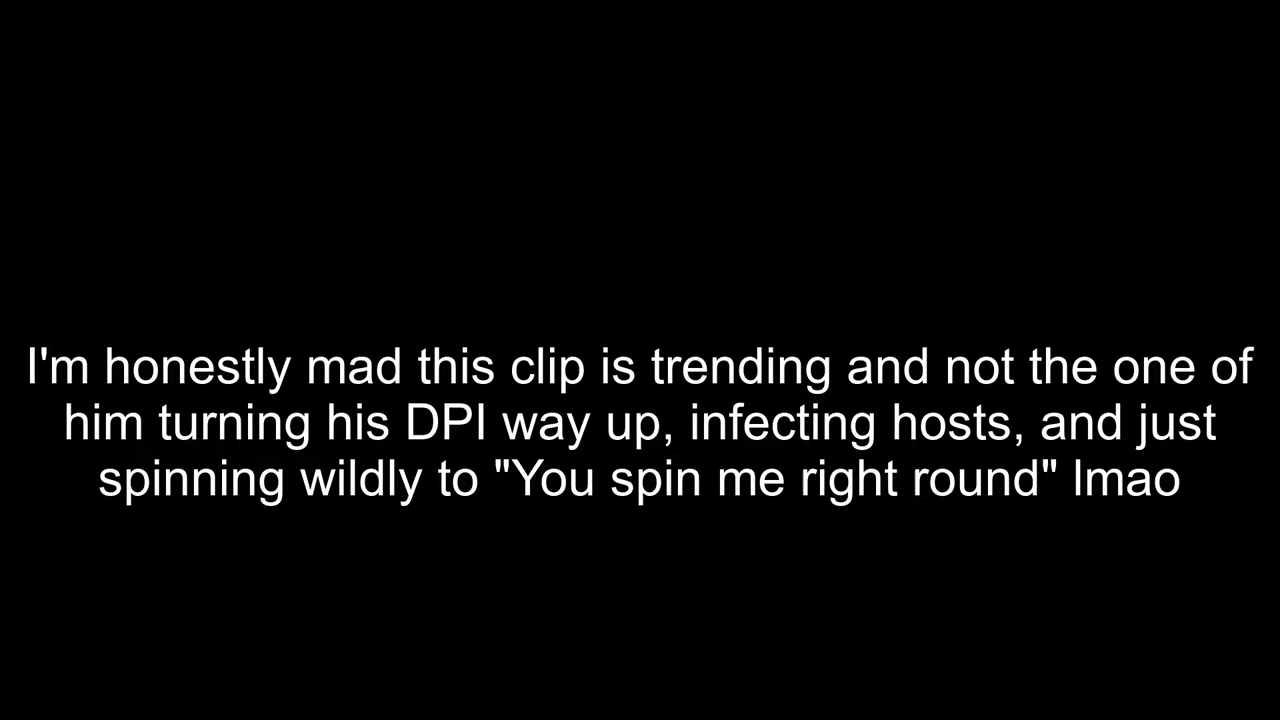 I'm honestly mad this clip is trending and not the one of
him turning his DPI way up, infecting hosts, and just
spinning wildly to "You spin me right round" lmao